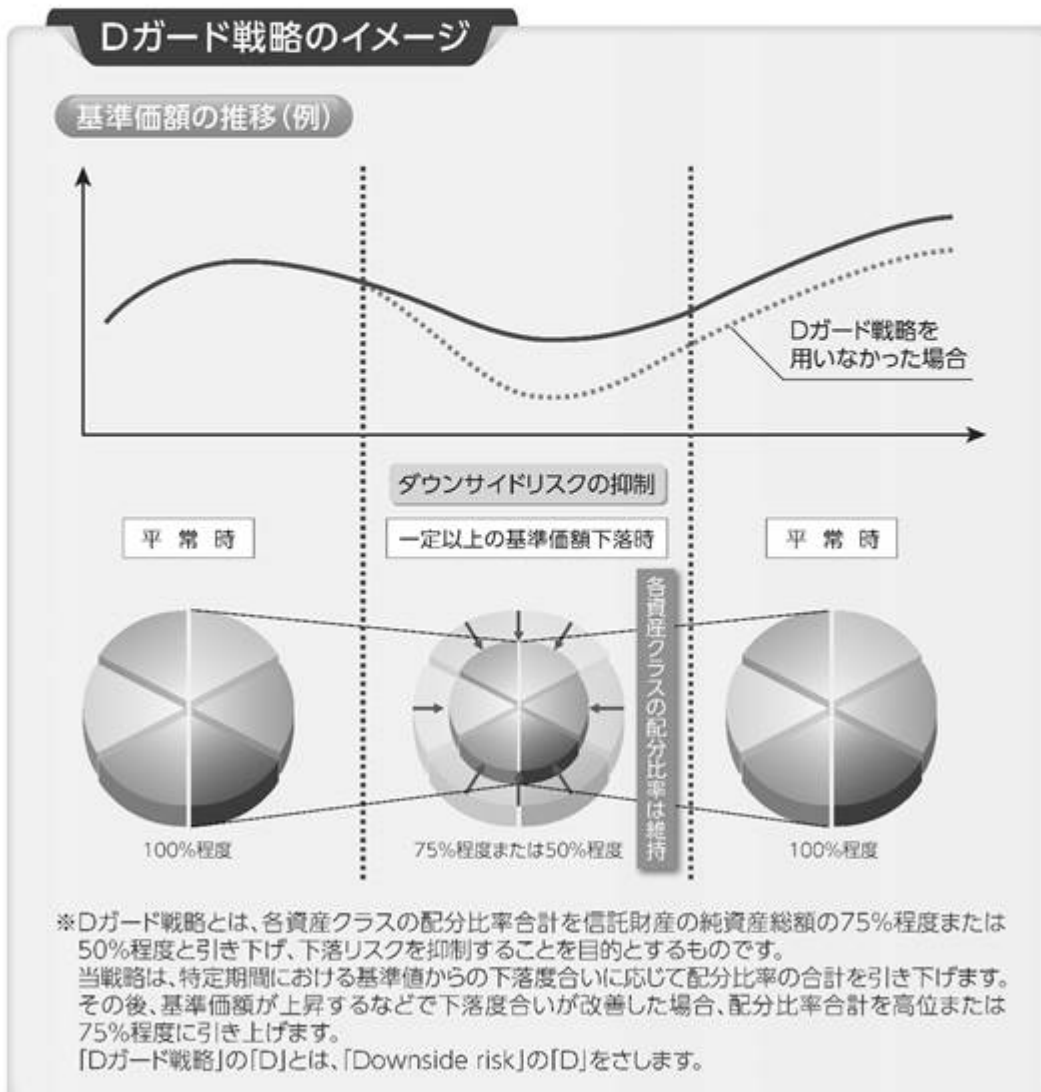 Dガード戦略のイメージ
基準価額の推移(例)
Dガード戦略を
用いなかった場合
ダウンサイドリスクの抑制
平常時
一定以上の基準価額下落時
平常時
各資産クラスの配分比率は維持
100%程度
75%程度または50%程度
100%程度
※Dガード戦略とは、各資産クラスの配分比率合計を信託財産の純資産総額の75%程度または
50%程度と引き下げ、下落リスクを抑制することを目的とするものです。
当戦略は、特定期間における基準値からの下落度合いに応じて配分比率の合計を引き下げます。
その後、基準価額が上昇するなどで下落度合いが改善した場合、配分比率合計を高位または
75%程度に引き上げます。
「Dガード戦略」の「D」とは、「Downside risk」の「D」をさします。